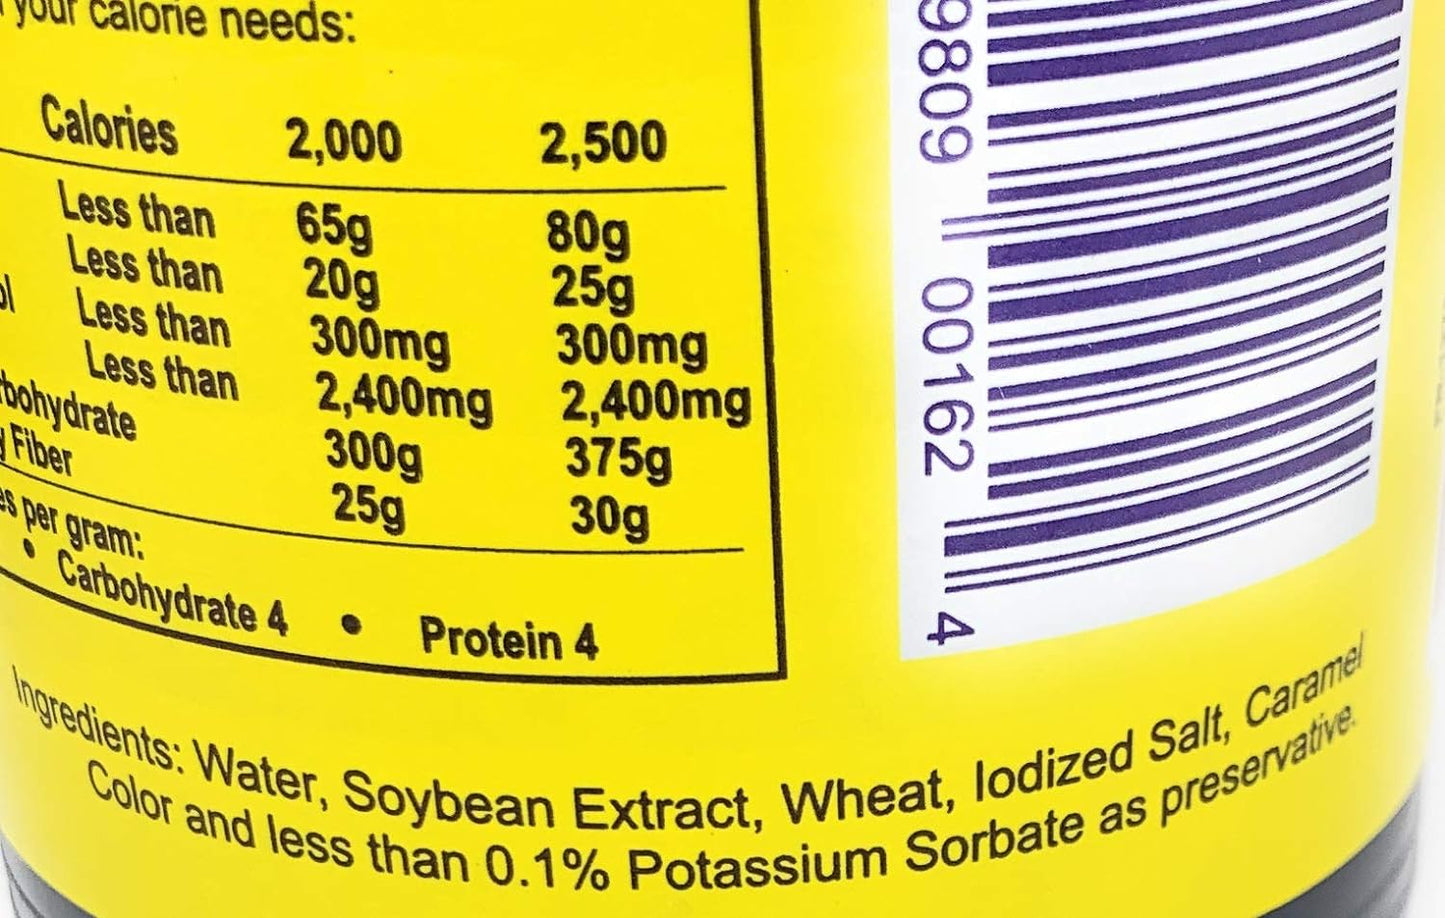 your calorie needs:
Calories 2,000 2,500
Less than 65g 80g
Less than 20g 25g
Less than 300mg 300mg
Less than 2,400mg 2,400mg
300g 375g
Fiber 25g 30g
per gram:
• Carbohydrate 4 • Protein 4
Ingredients: Water, Soybean Extract, Wheat, Iodized Salt, Caramel
Color and less than 0.1% Potassium Sorbate as preservative.
9809 00162 4